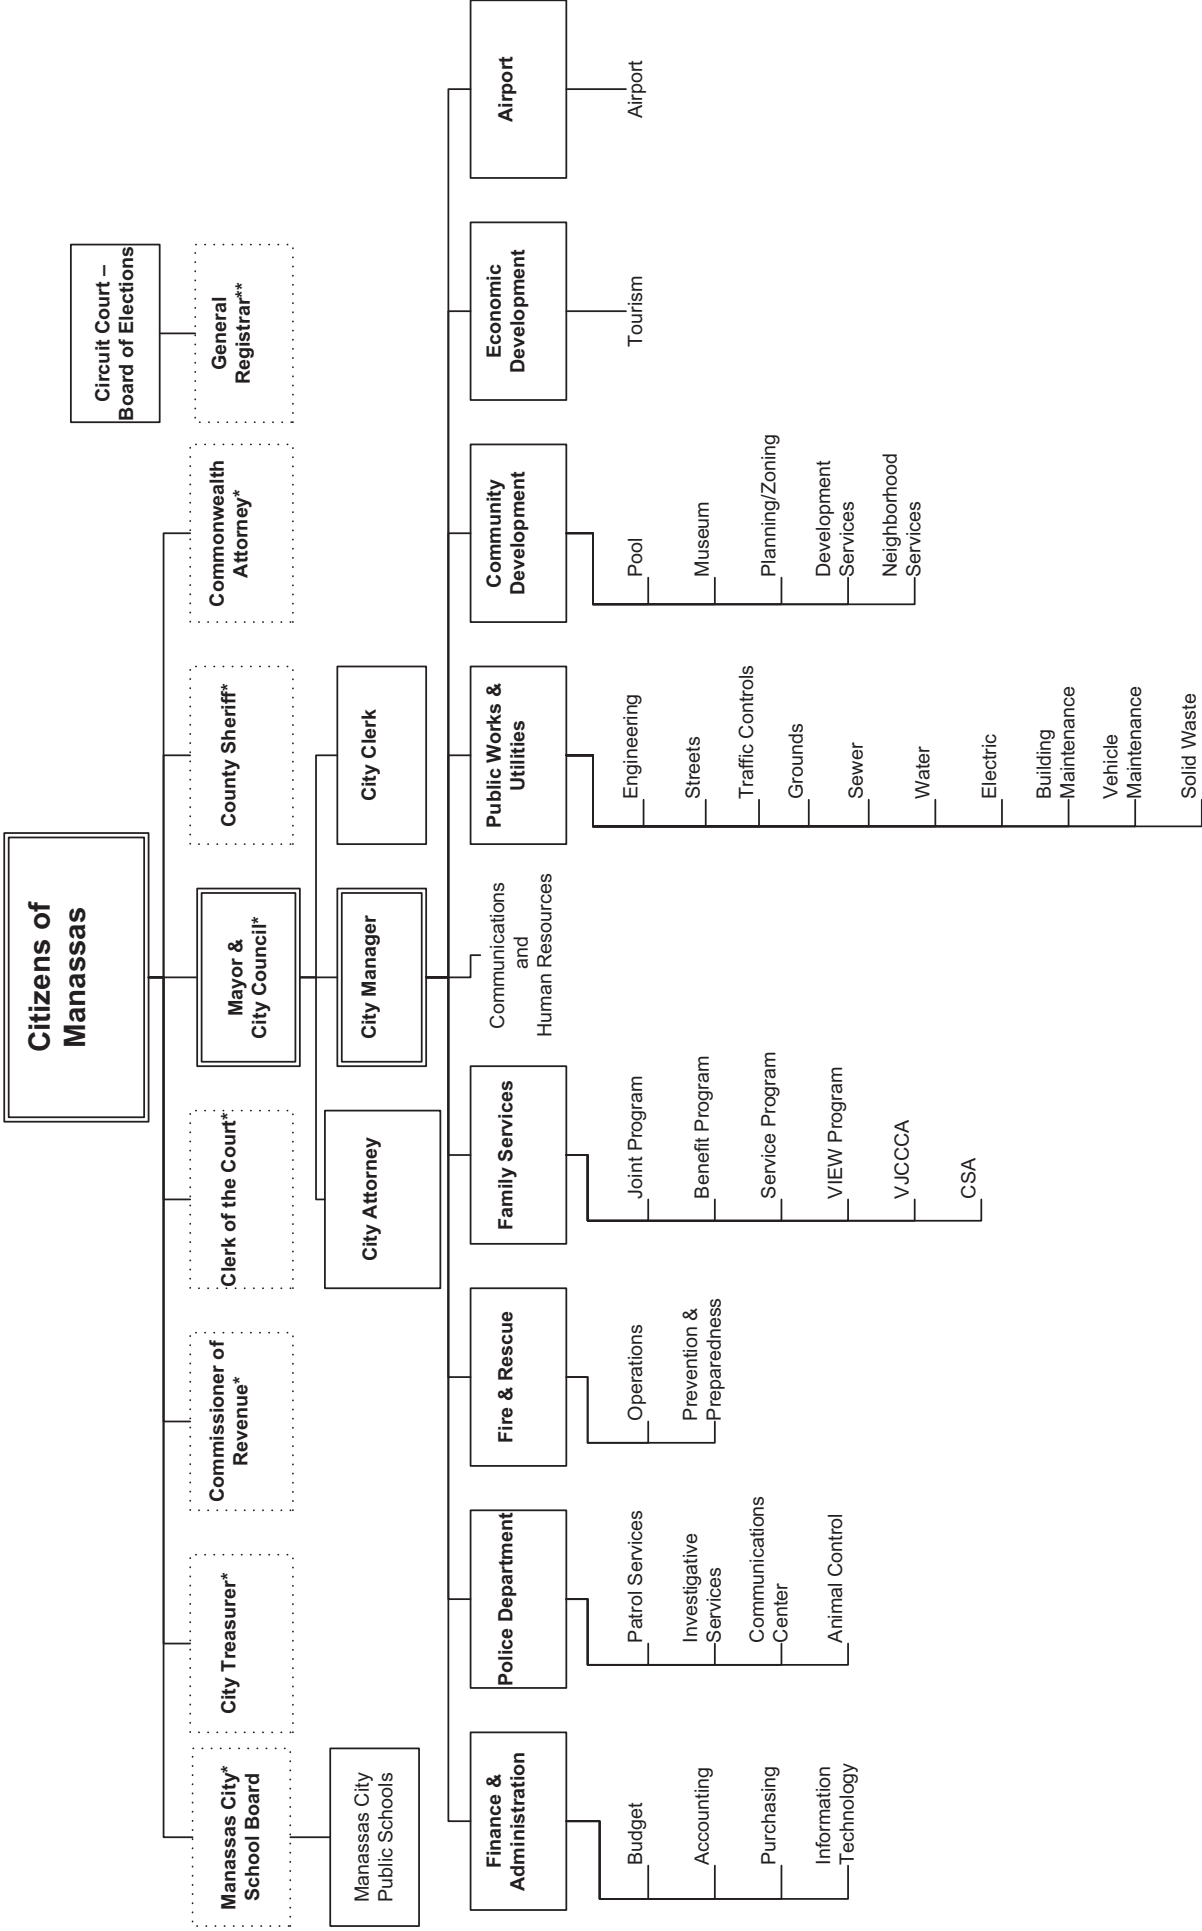 Citizens of
Manassas
Circuit Court –
Board of Elections
Manassas City*
School Board
City Treasurer*
Commissioner of
Revenue*
Clerk of the Court*
Mayor &
City Council*
County Sheriff*
Commonwealth
Attorney*
General
Registrar**
Manassas City
Public Schools
City Attorney
City Manager
City Clerk
Finance &
Administration
Police Department
Fire & Rescue
Family Services
Communications
and
Human Resources
Public Works &
Utilities
Community
Development
Economic
Development
Airport
Budget
Accounting
Purchasing
Information
Technology
Patrol Services
Investigative
Services
Communications
Center
Animal Control
Operations
Prevention &
Preparedness
Joint Program
Benefit Program
Service Program
VIEW Program
VJCCCA
CSA
Engineering
Streets
Traffic Controls
Grounds
Sewer
Water
Electric
Building
Maintenance
Vehicle
Maintenance
Solid Waste
Pool
Museum
Planning/Zoning
Development
Services
Neighborhood
Services
Tourism
Airport